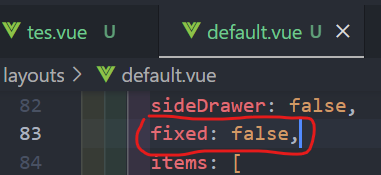 tes.vue U default.vue U ×
layouts > default.vue
82 sideDrawer: false,
83 fixed: false,
84 items: [